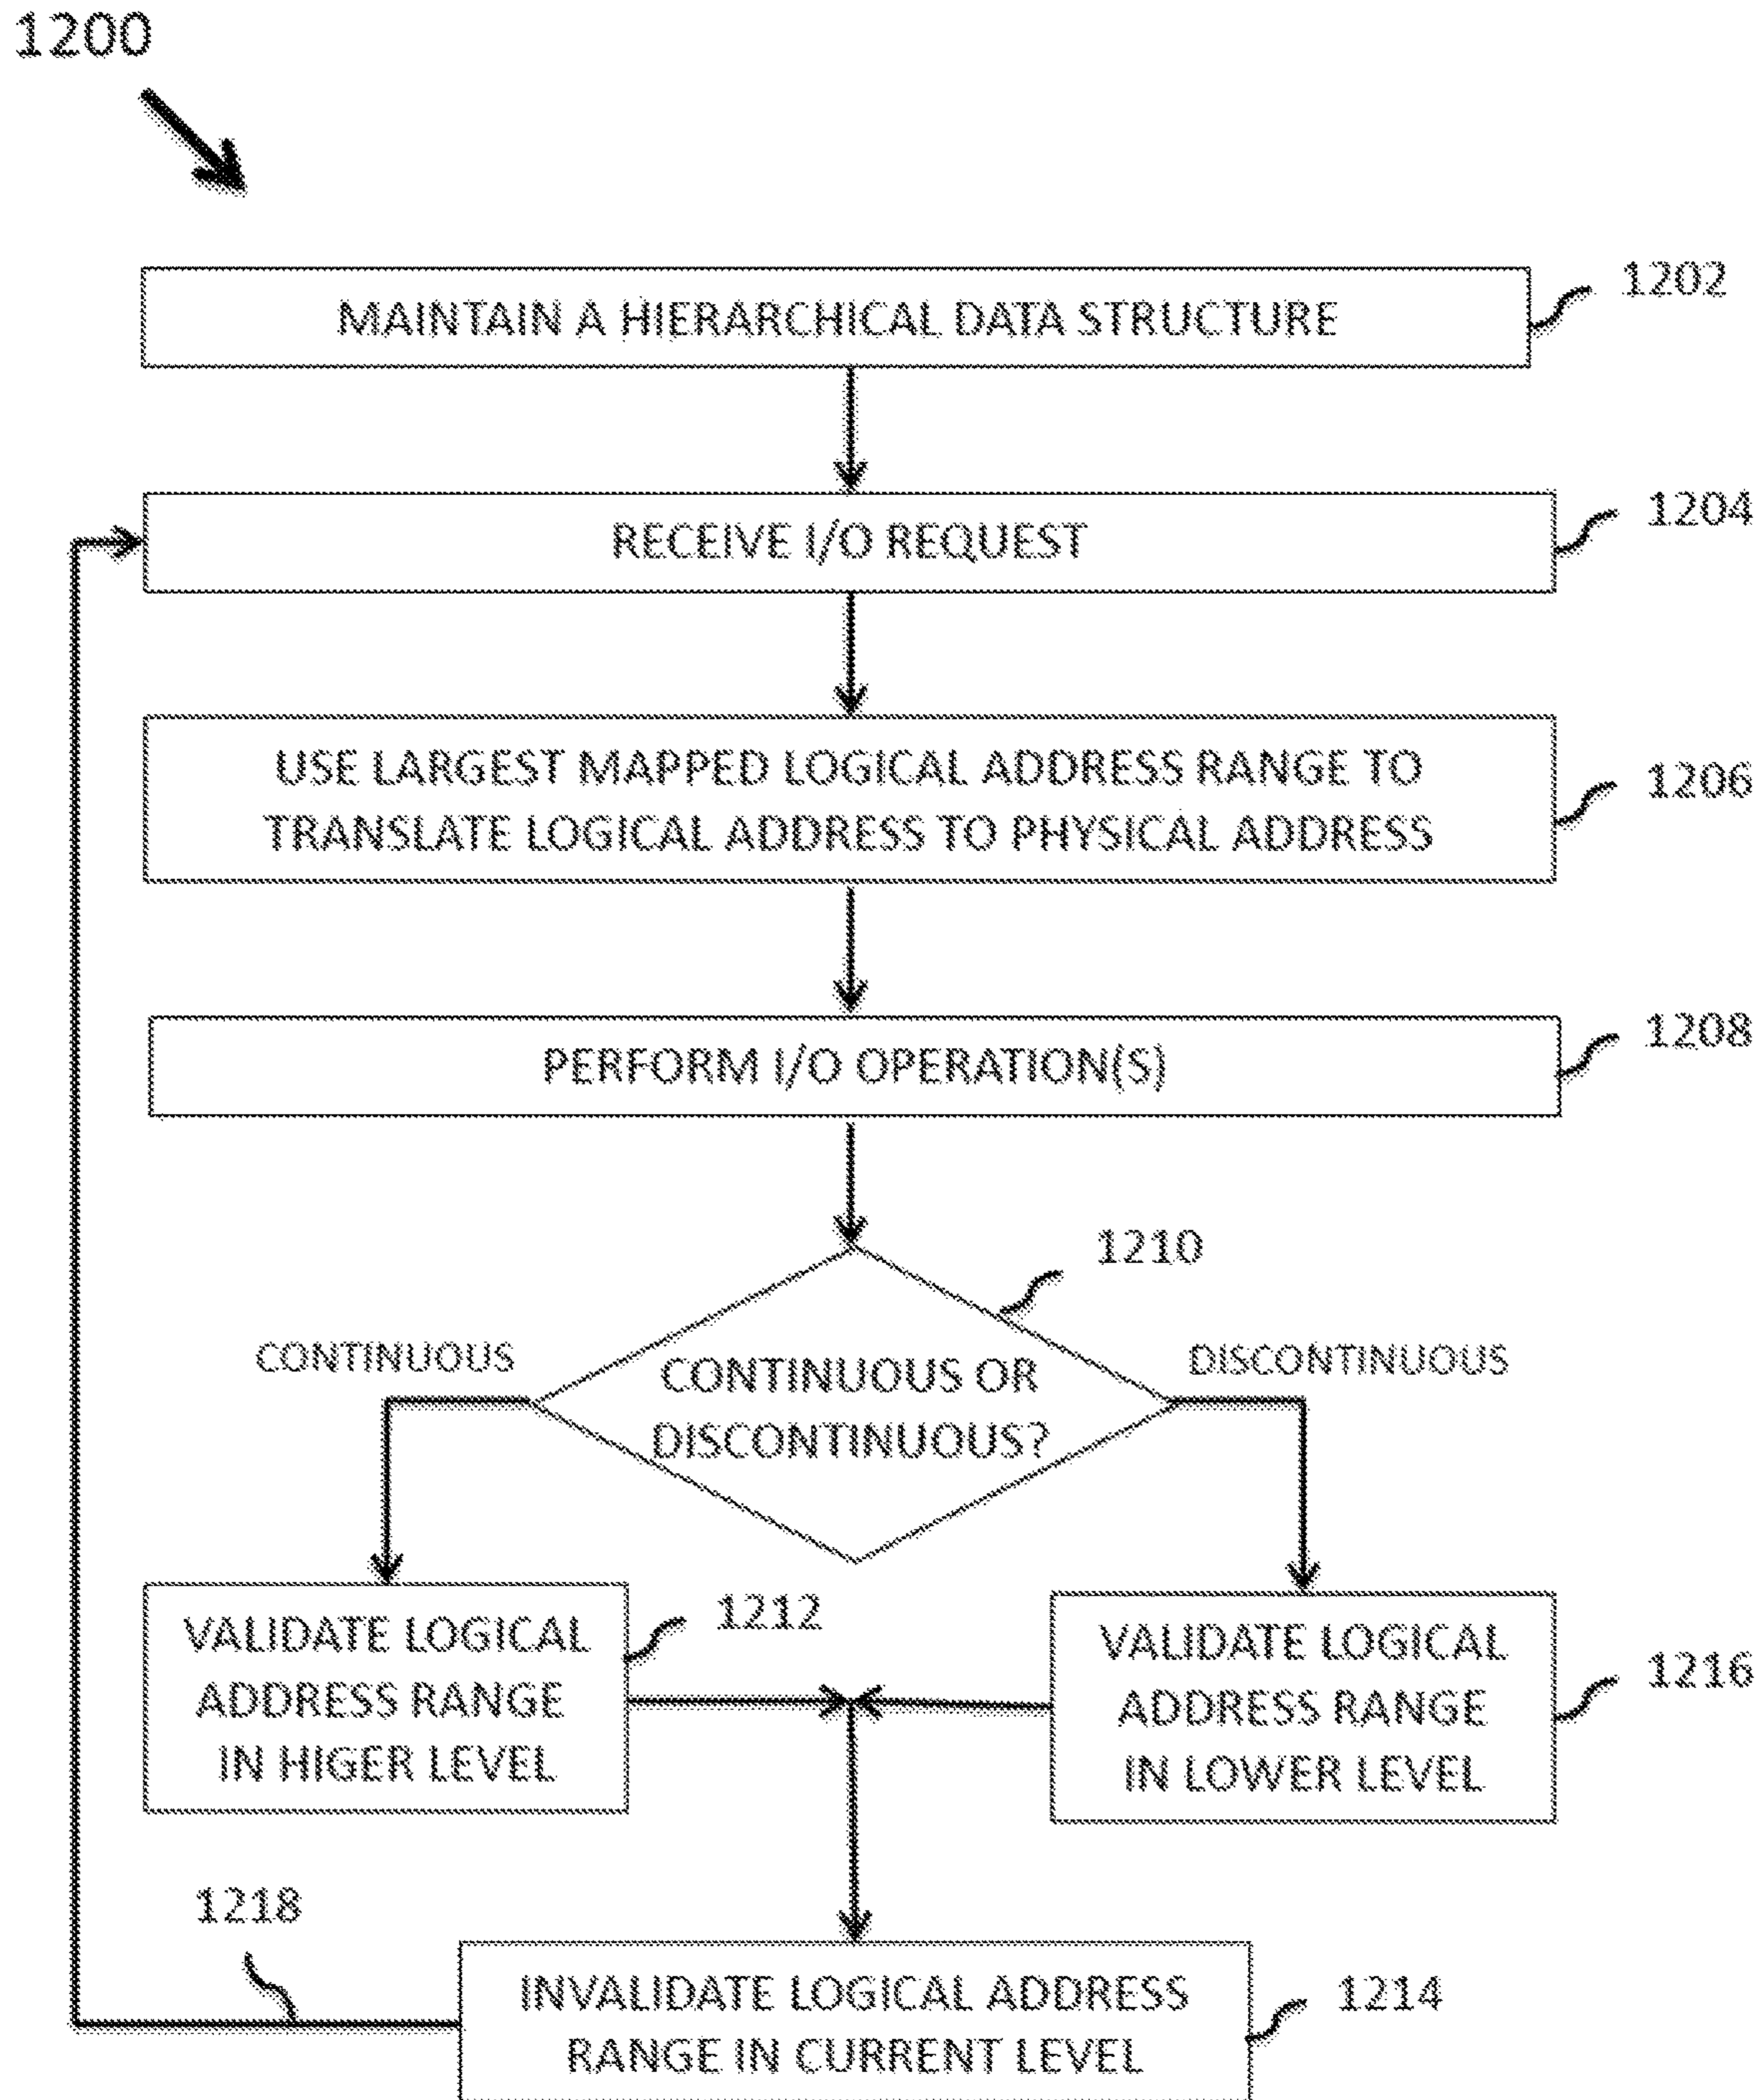 1200
MAINTAIN A HIERARCHICAL DATA STRUCTURE
1202
RECEIVE I/O REQUEST
1204
USE LARGEST MAPPED LOGICAL ADDRESS RANGE TO
TRANSLATE LOGICAL ADDRESS TO PHYSICAL ADDRESS
1206
PERFORM I/O OPERATION(S)
1208
1210
CONTINUOUS
CONTINUOUS OR
DISCONTINUOUS?
DISCONTINUOUS
VALIDATE LOGICAL
ADDRESS RANGE
IN HIGER LEVEL
1212
VALIDATE LOGICAL
ADDRESS RANGE
IN LOWER LEVEL
1216
1218
INVALIDATE LOGICAL ADDRESS
RANGE IN CURRENT LEVEL
1214